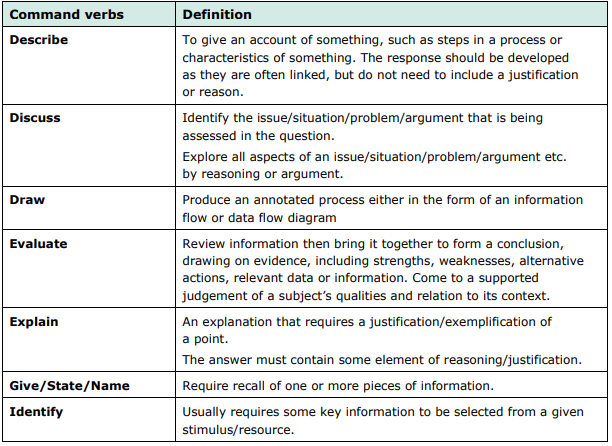 Command verbs Definition
Describe To give an account of something, such as steps in a process or
characteristics of something. The response should be developed
as they are often linked, but do not need to include a justification
or reason.
Discuss Identify the issue/situation/problem/argument that is being
assessed in the question.
Explore all aspects of an issue/situation/problem/argument etc.
by reasoning or argument.
Draw Produce an annotated process either in the form of an information
flow or data flow diagram
Evaluate Review information then bring it together to form a conclusion,
drawing on evidence, including strengths, weaknesses, alternative
actions, relevant data or information. Come to a supported
judgement of a subject’s qualities and relation to its context.
Explain An explanation that requires a justification/exemplification of
a point.
The answer must contain some element of reasoning/justification.
Give/State/Name Require recall of one or more pieces of information.
Identify Usually requires some key information to be selected from a given
stimulus/resource.